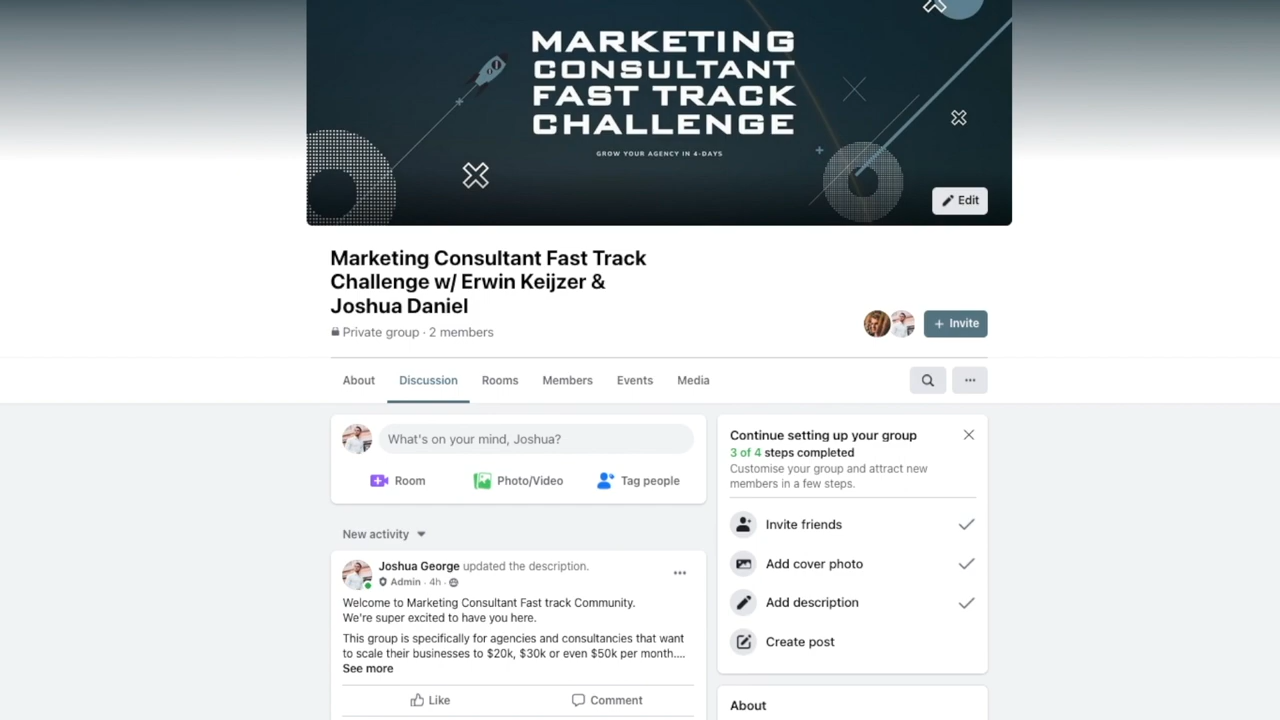 MARKETING
CONSULTANT
FAST TRACK
CHALLENGE
GROW YOUR AGENCY IN 4-DAYS
Edit
Marketing Consultant Fast Track
Challenge w/ Erwin Keijzer &
Joshua Daniel
Private group · 2 members
+ Invite
About Discussion Rooms Members Events Media
What's on your mind, Joshua?
Room Photo/Video Tag people
New activity
Joshua George updated the description.
Admin · 4h ·
Welcome to Marketing Consultant Fast track Community.
We're super excited to have you here.
This group is specifically for agencies and consultancies that want
to scale their businesses to $20k, $30k or even $50k per month....
See more
Like Comment
Continue setting up your group
3 of 4 steps completed
Customise your group and attract new
members in a few steps.
Invite friends
Add cover photo
Add description
Create post
About